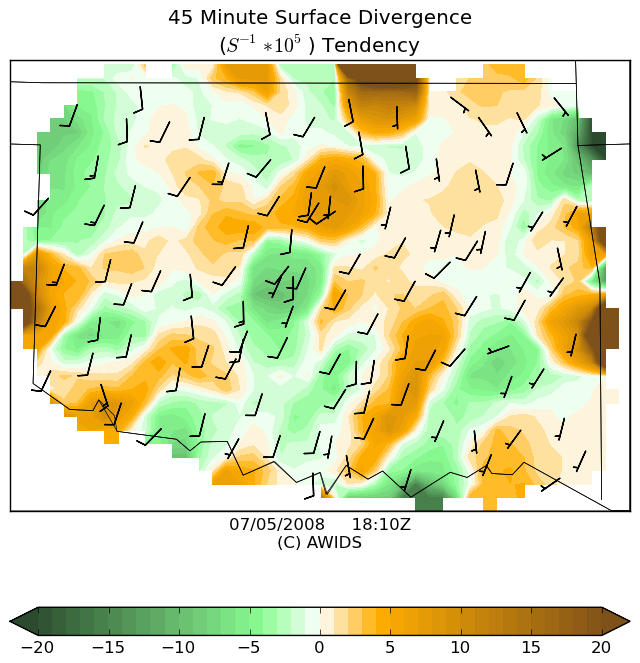 45 Minute Surface Divergence
(S⁻¹ * 10⁵ ) Tendency
07/05/2008 18:10Z
(C) AWIDS
−20 −15 −10 −5 0 5 10 15 20